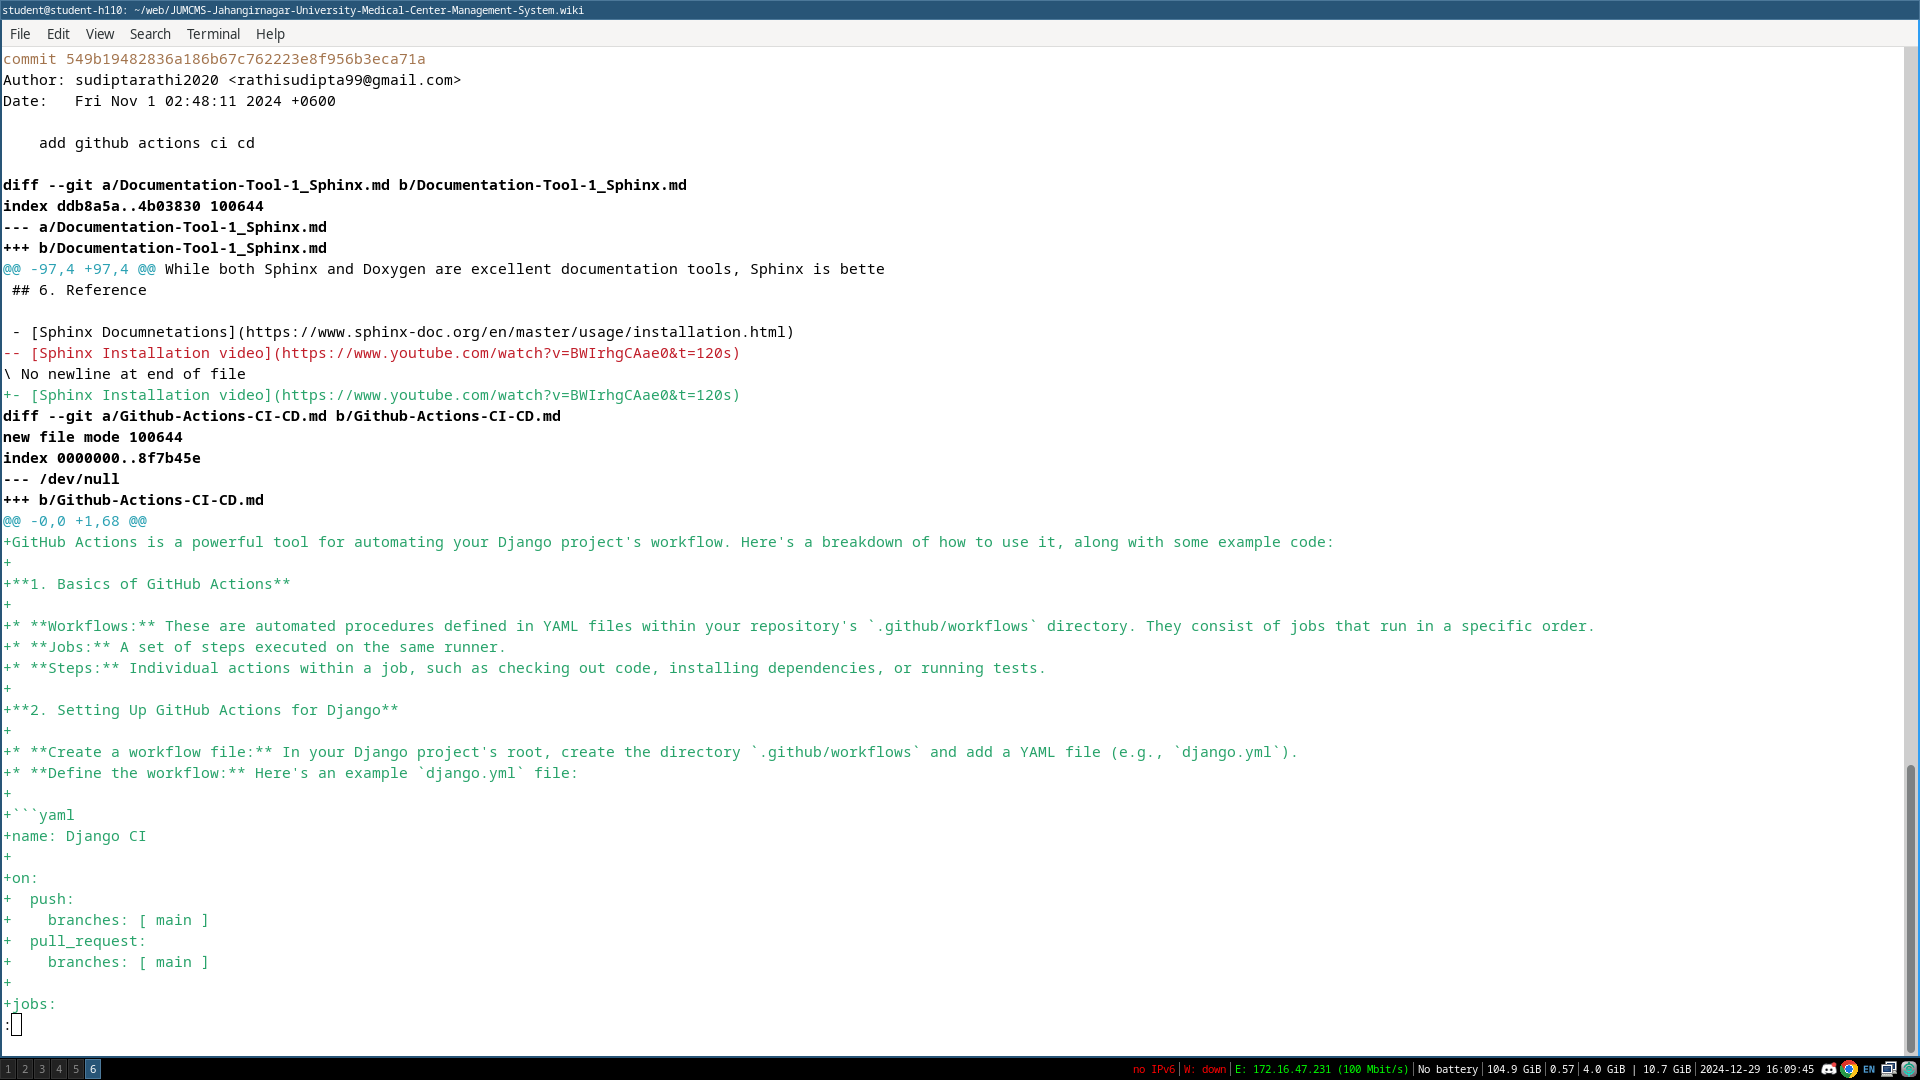 student@student-h110: ~/web/JUMCMS-Jahangirnagar-University-Medical-Center-Management-System.wiki
File Edit View Search Terminal Help
commit 549b19482836a186b67c762223e8f956b3eca71a
Author: sudiptarathi2020 <rathisudipta99@gmail.com>
Date:   Fri Nov 1 02:48:11 2024 +0600
    add github actions ci cd
diff --git a/Documentation-Tool-1_Sphinx.md b/Documentation-Tool-1_Sphinx.md
index ddb8a5a..4b03830 100644
--- a/Documentation-Tool-1_Sphinx.md
+++ b/Documentation-Tool-1_Sphinx.md
@@ -97,4 +97,4 @@ While both Sphinx and Doxygen are excellent documentation tools, Sphinx is bette
 ## 6. Reference
 - [Sphinx Documnetations](https://www.sphinx-doc.org/en/master/usage/installation.html)
-- [Sphinx Installation video](https://www.youtube.com/watch?v=BWIrhgCAae0&t=120s)
\ No newline at end of file
+- [Sphinx Installation video](https://www.youtube.com/watch?v=BWIrhgCAae0&t=120s)
diff --git a/Github-Actions-CI-CD.md b/Github-Actions-CI-CD.md
new file mode 100644
index 0000000..8f7b45e
--- /dev/null
+++ b/Github-Actions-CI-CD.md
@@ -0,0 +1,68 @@
+GitHub Actions is a powerful tool for automating your Django project's workflow. Here's a breakdown of how to use it, along with some example code:
+
+**1. Basics of GitHub Actions**
+
+* **Workflows:** These are automated procedures defined in YAML files within your repository's `.github/workflows` directory. They consist of jobs that run in a specific order.
+* **Jobs:** A set of steps executed on the same runner.
+* **Steps:** Individual actions within a job, such as checking out code, installing dependencies, or running tests.
+
+**2. Setting Up GitHub Actions for Django**
+
+* **Create a workflow file:** In your Django project's root, create the directory `.github/workflows` and add a YAML file (e.g., `django.yml`).
+* **Define the workflow:** Here's an example `django.yml` file:
+
+```yaml
+name: Django CI
+
+on:
+  push:
+    branches: [ main ]
+  pull_request:
+    branches: [ main ]
+
+jobs:
:
1 2 3 4 5 6 no IPv6 | W: down | E: 172.16.47.231 (100 Mbit/s) | No battery | 104.9 GiB | 0.57 | 4.0 GiB | 10.7 GiB | 2024-12-29 16:09:45 EN